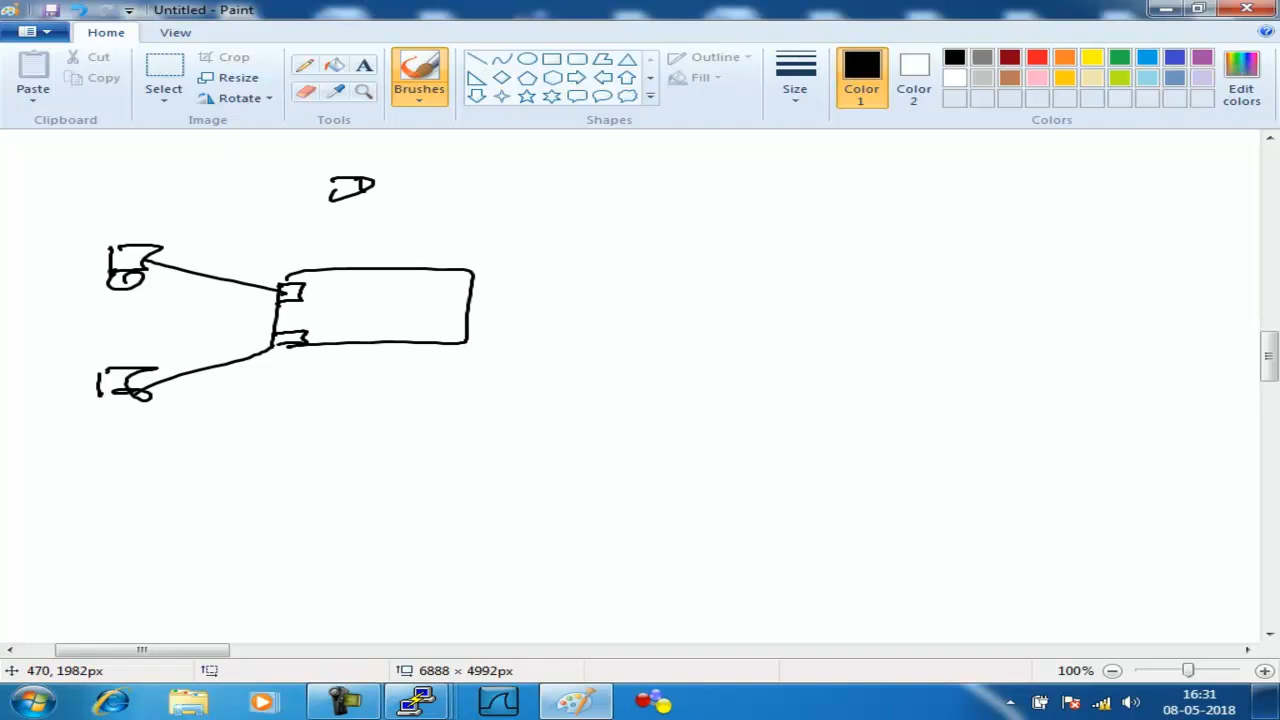 Untitled - Paint
Home View
Cut
Copy
Paste
Clipboard
Select
Crop
Resize
Rotate
Image
Tools
Brushes
Shapes
Outline
Fill
Size
Color 1
Color 2
Edit colors
Colors
470, 1982px
6888 × 4992px
100%
16:31
08-05-2018